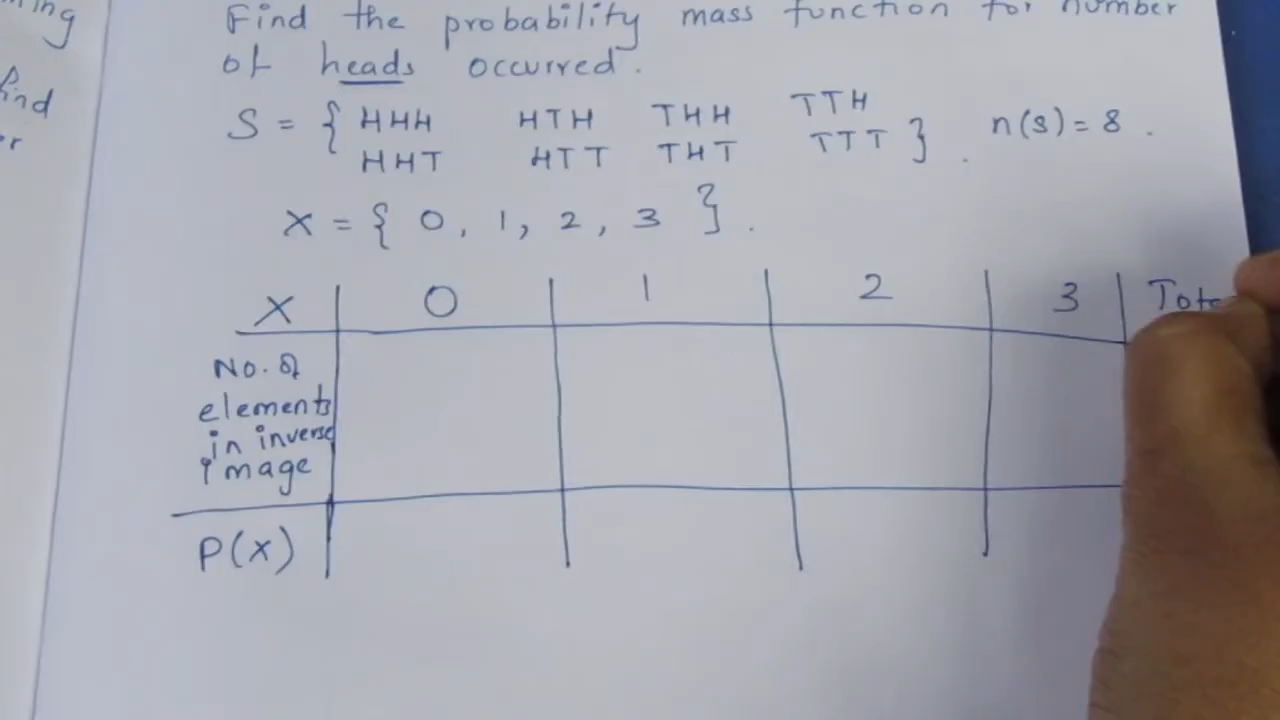 Find the probability mass function for number
of heads occurred.
S = { HHH HTH THH TTH
HHT HTT THT TTT }. n(s) = 8.
X = { 0, 1, 2, 3 }.
X 0 1 2 3
No. of
elements
in inverse
image
P(X)
find